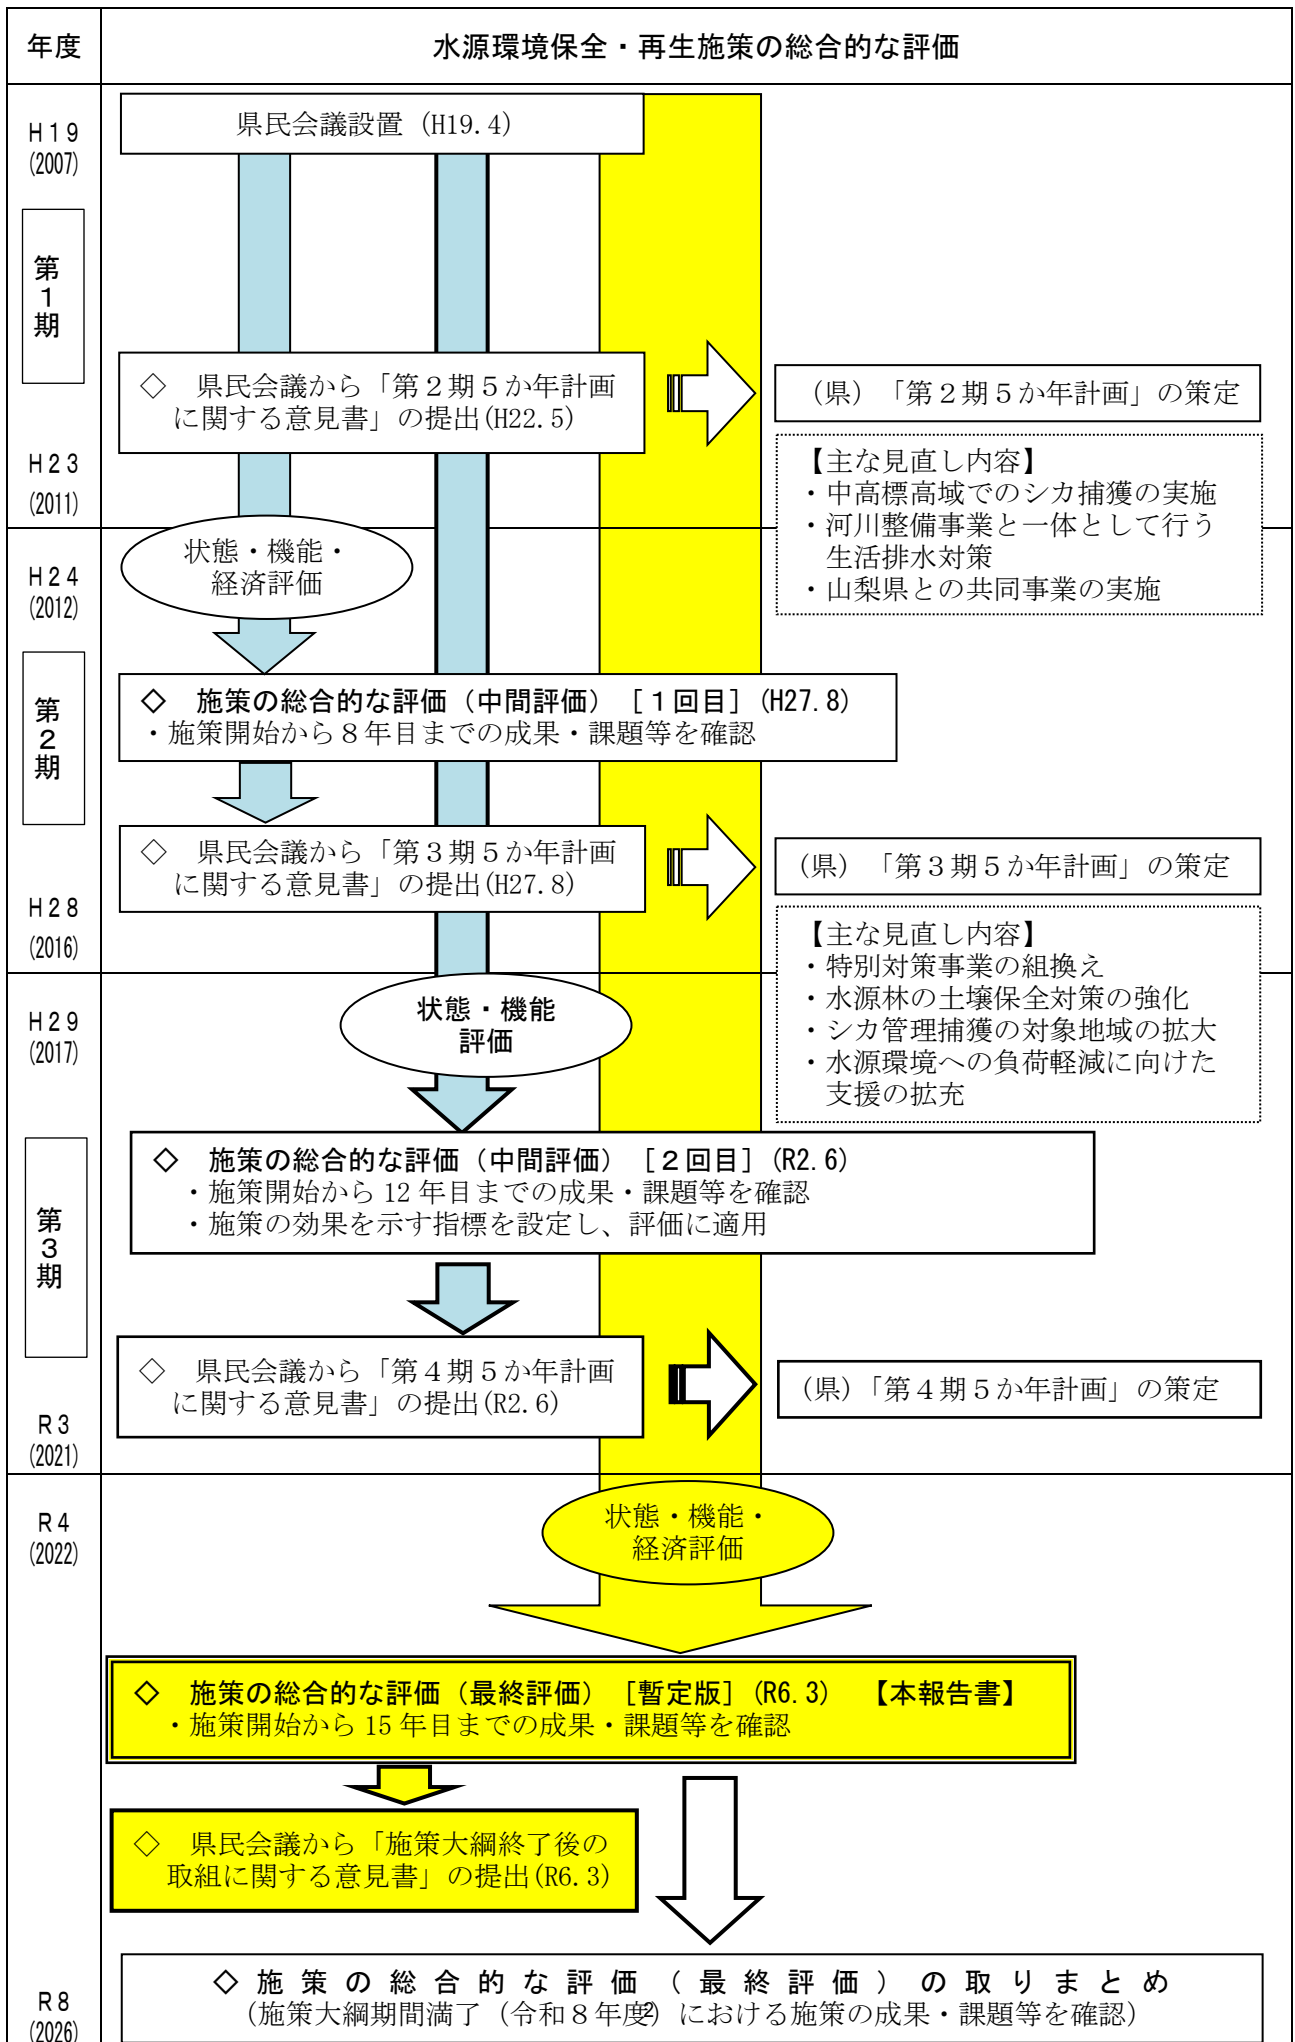 年度
水源環境保全・再生施策の総合的な評価
H19
(2007)
県民会議設置 (H19.4)
第1期
◇ 県民会議から「第２期５か年計画
に関する意見書」の提出(H22.5)
（県）「第２期５か年計画」の策定
H23
(2011)
【主な見直し内容】
・中高標高域でのシカ捕獲の実施
・河川整備事業と一体として行う
生活排水対策
・山梨県との共同事業の実施
状態・機能・
経済評価
H24
(2012)
第2期
◇ 施策の総合的な評価（中間評価）［１回目］(H27.8)
・施策開始から８年目までの成果・課題等を確認
◇ 県民会議から「第３期５か年計画
に関する意見書」の提出(H27.8)
（県）「第３期５か年計画」の策定
H28
(2016)
【主な見直し内容】
・特別対策事業の組換え
・水源林の土壌保全対策の強化
・シカ管理捕獲の対象地域の拡大
・水源環境への負荷軽減に向けた
支援の拡充
状態・機能
評価
H29
(2017)
第3期
◇ 施策の総合的な評価（中間評価）［２回目］(R2.6)
・施策開始から 12 年目までの成果・課題等を確認
・施策の効果を示す指標を設定し、評価に適用
◇ 県民会議から「第４期５か年計画
に関する意見書」の提出(R2.6)
（県）「第４期５か年計画」の策定
R3
(2021)
R4
(2022)
状態・機能・
経済評価
◇ 施策の総合的な評価（最終評価）［暫定版］(R6.3) 【本報告書】
・施策開始から 15 年目までの成果・課題等を確認
◇ 県民会議から「施策大綱終了後の
取組に関する意見書」の提出(R6.3)
R8
(2026)
◇施策の総合的な評価（最終評価）の取りまとめ
（施策大綱期間満了（令和８年度）における施策の成果・課題等を確認）
2